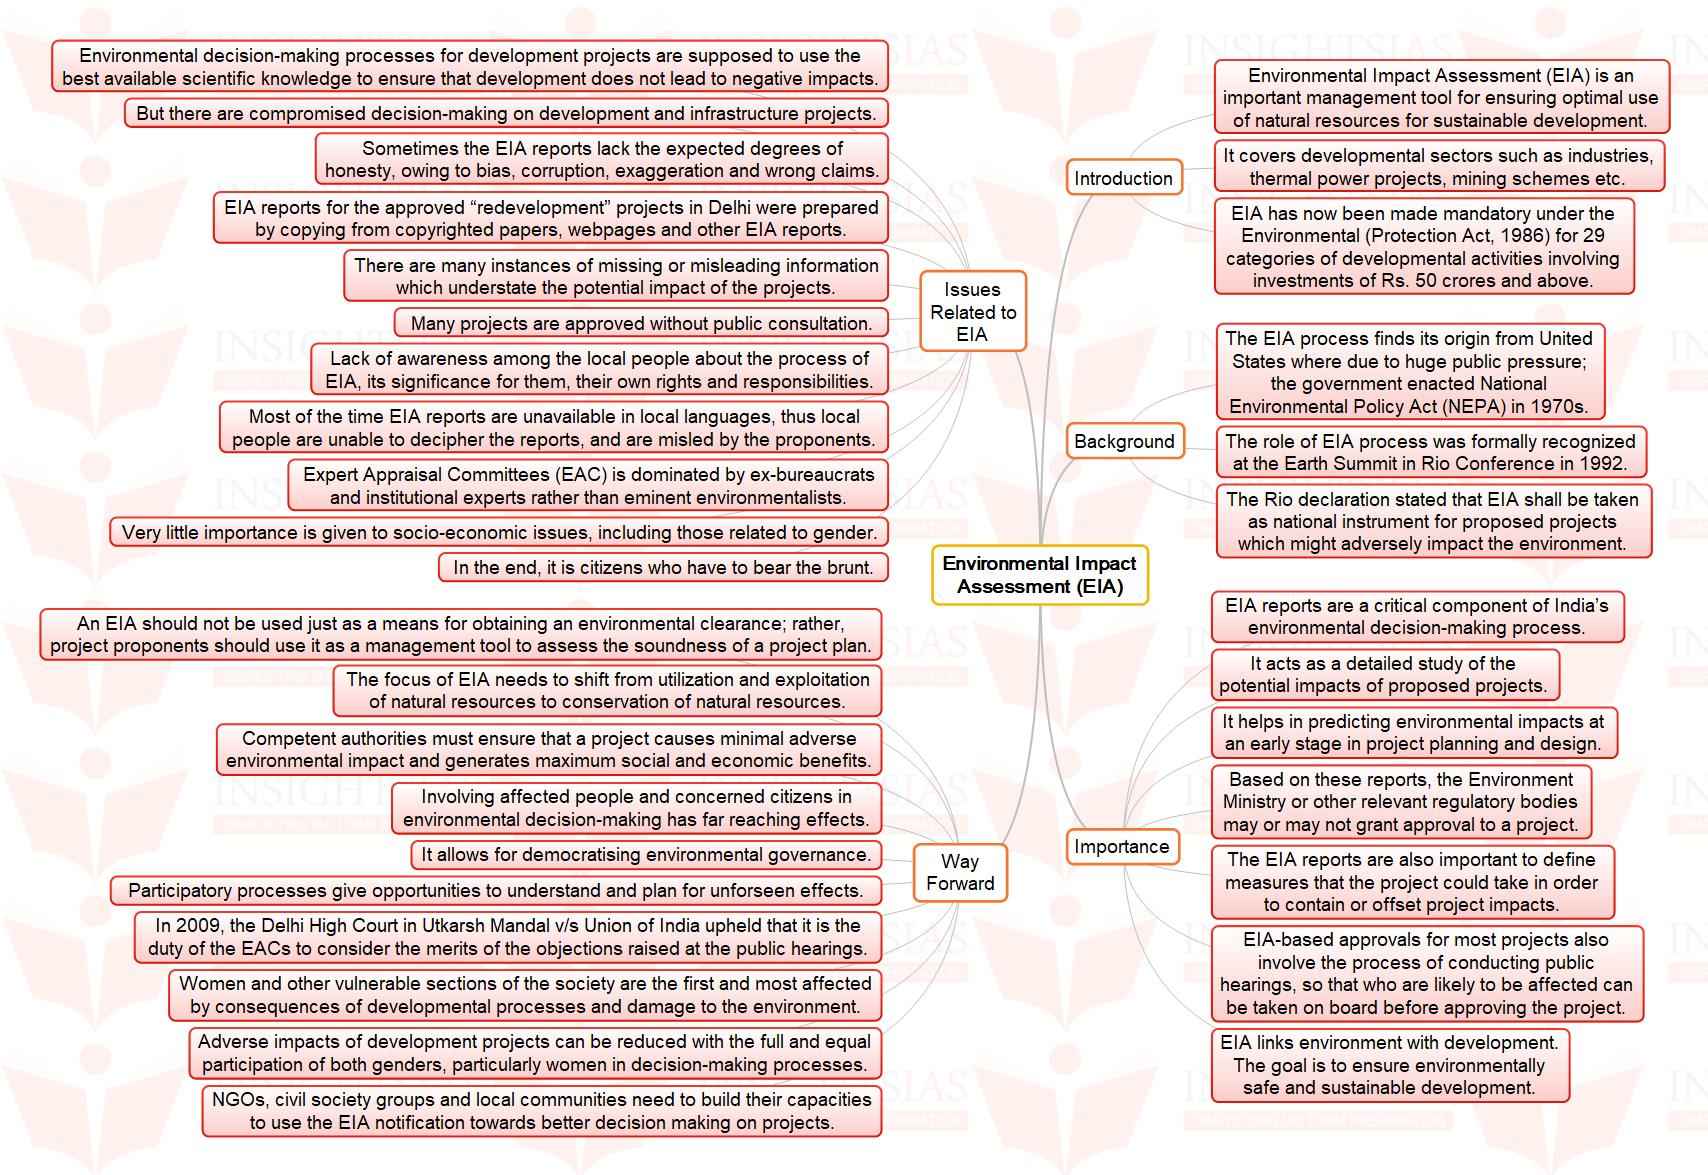 Environmental Impact
Assessment (EIA)
Introduction
Environmental Impact Assessment (EIA) is an
important management tool for ensuring optimal use
of natural resources for sustainable development.
It covers developmental sectors such as industries,
thermal power projects, mining schemes etc.
EIA has now been made mandatory under the
Environmental (Protection Act, 1986) for 29
categories of developmental activities involving
investments of Rs. 50 crores and above.
Background
The EIA process finds its origin from United
States where due to huge public pressure;
the government enacted National
Environmental Policy Act (NEPA) in 1970s.
The role of EIA process was formally recognized
at the Earth Summit in Rio Conference in 1992.
The Rio declaration stated that EIA shall be taken
as national instrument for proposed projects
which might adversely impact the environment.
Importance
EIA reports are a critical component of India’s
environmental decision-making process.
It acts as a detailed study of the
potential impacts of proposed projects.
It helps in predicting environmental impacts at
an early stage in project planning and design.
Based on these reports, the Environment
Ministry or other relevant regulatory bodies
may or may not grant approval to a project.
The EIA reports are also important to define
measures that the project could take in order
to contain or offset project impacts.
EIA-based approvals for most projects also
involve the process of conducting public
hearings, so that who are likely to be affected can
be taken on board before approving the project.
EIA links environment with development.
The goal is to ensure environmentally
safe and sustainable development.
Issues
Related to
EIA
Environmental decision-making processes for development projects are supposed to use the
best available scientific knowledge to ensure that development does not lead to negative impacts.
But there are compromised decision-making on development and infrastructure projects.
Sometimes the EIA reports lack the expected degrees of
honesty, owing to bias, corruption, exaggeration and wrong claims.
EIA reports for the approved “redevelopment” projects in Delhi were prepared
by copying from copyrighted papers, webpages and other EIA reports.
There are many instances of missing or misleading information
which understate the potential impact of the projects.
Many projects are approved without public consultation.
Lack of awareness among the local people about the process of
EIA, its significance for them, their own rights and responsibilities.
Most of the time EIA reports are unavailable in local languages, thus local
people are unable to decipher the reports, and are misled by the proponents.
Expert Appraisal Committees (EAC) is dominated by ex-bureaucrats
and institutional experts rather than eminent environmentalists.
Very little importance is given to socio-economic issues, including those related to gender.
In the end, it is citizens who have to bear the brunt.
Way
Forward
An EIA should not be used just as a means for obtaining an environmental clearance; rather,
project proponents should use it as a management tool to assess the soundness of a project plan.
The focus of EIA needs to shift from utilization and exploitation
of natural resources to conservation of natural resources.
Competent authorities must ensure that a project causes minimal adverse
environmental impact and generates maximum social and economic benefits.
Involving affected people and concerned citizens in
environmental decision-making has far reaching effects.
It allows for democratising environmental governance.
Participatory processes give opportunities to understand and plan for unforseen effects.
In 2009, the Delhi High Court in Utkarsh Mandal v/s Union of India upheld that it is the
duty of the EACs to consider the merits of the objections raised at the public hearings.
Women and other vulnerable sections of the society are the first and most affected
by consequences of developmental processes and damage to the environment.
Adverse impacts of development projects can be reduced with the full and equal
participation of both genders, particularly women in decision-making processes.
NGOs, civil society groups and local communities need to build their capacities
to use the EIA notification towards better decision making on projects.
INSIGHTSIAS